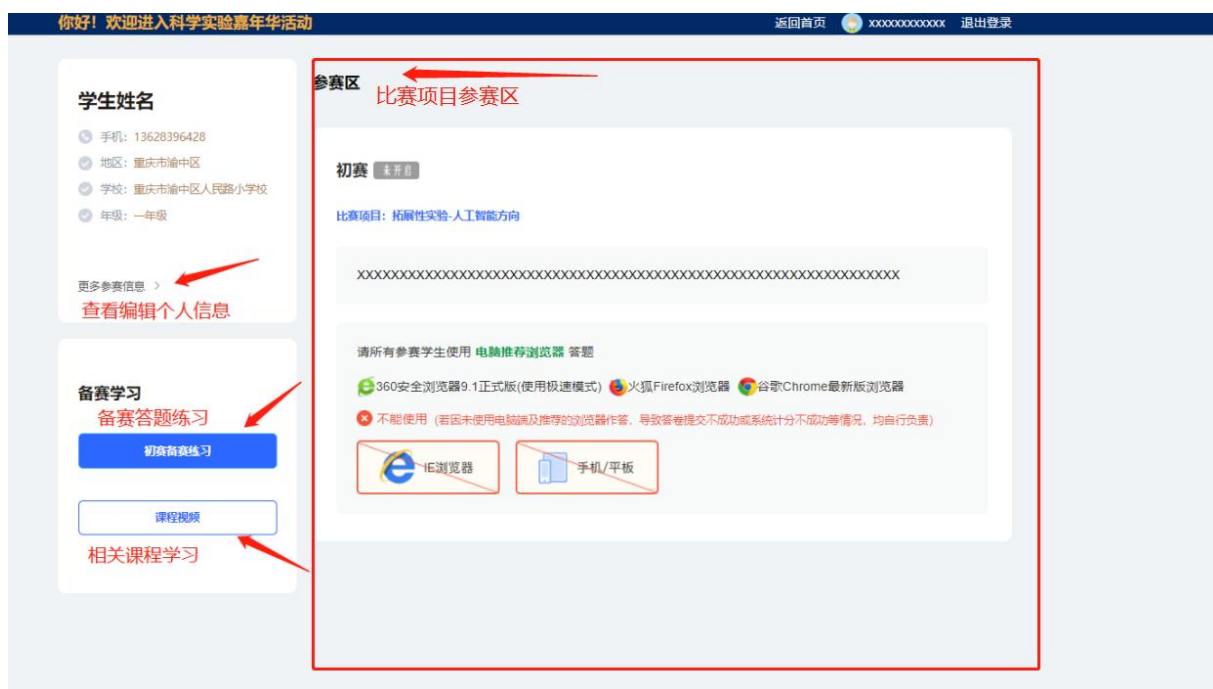 你好！欢迎进入科学实验嘉年华活动
返回首页 xxxxxxxxxxxx 退出登录
学生姓名
手机：13628396428
地区：重庆市渝中区
学校：重庆市渝中区人民路小学校
年级：一年级
更多参赛信息 >
查看编辑个人信息
备赛学习
备赛答题练习
初赛备赛练习
课程视频
相关课程学习
参赛区
比赛项目参赛区
初赛 未开启
比赛项目：拓展性实验-人工智能方向
XXXXXXXXXXXXXXXXXXXXXXXXXXXXXXXXXXXXXXXXXXXXXXXXXXXXXXXXXXXXXXXX
请所有参赛学生使用 电脑推荐浏览器 答题
360安全浏览器9.1正式版(使用极速模式) 火狐Firefox浏览器 谷歌Chrome最新版浏览器
不能使用（若因未使用电脑端及推荐的浏览器作答，导致答卷提交不成功或系统计分不成功等情况，均自行负责）
IE浏览器 手机/平板